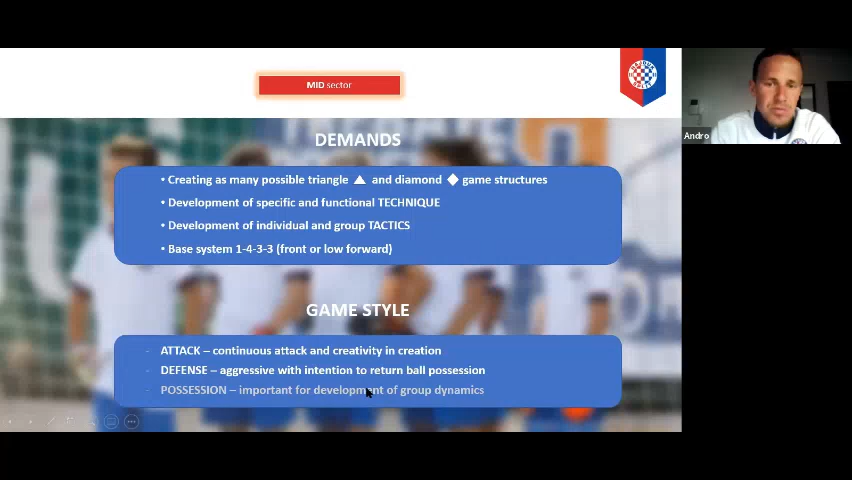 MID sector
HAJDUK
SPLIT
Andro
DEMANDS
• Creating as many possible triangle ▲ and diamond ◆ game structures
• Development of specific and functional TECHNIQUE
• Development of individual and group TACTICS
• Base system 1-4-3-3 (front or low forward)
GAME STYLE
- ATTACK – continuous attack and creativity in creation
- DEFENSE – aggressive with intention to return ball possession
- POSSESSION – important for development of group dynamics